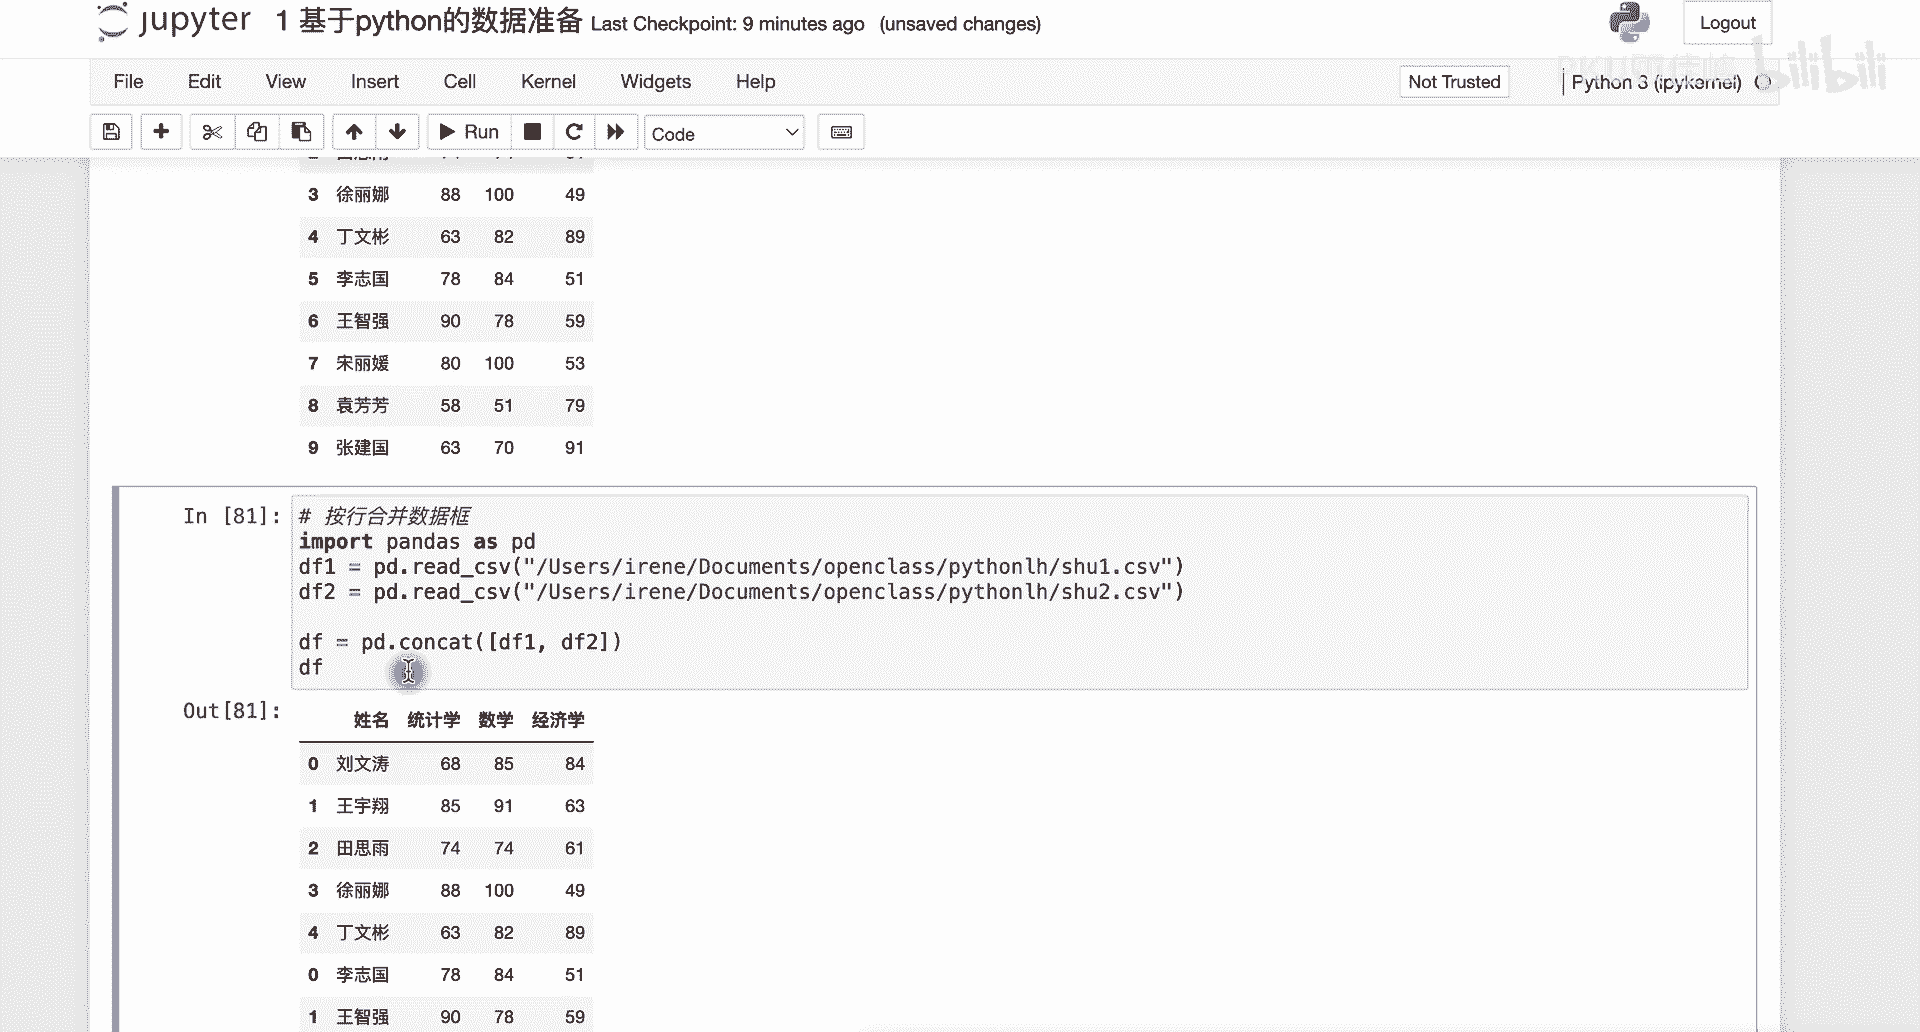 jupyter 1 基于python的数据准备 Last Checkpoint: 9 minutes ago (unsaved changes)
Logout
File Edit View Insert Cell Kernel Widgets Help
Not Trusted
Python 3 (ipykernel)
bilibili
Run
Code
3 徐丽娜 88 100 49
4 丁文彬 63 82 89
5 李志国 78 84 51
6 王智强 90 78 59
7 宋丽媛 80 100 53
8 袁芳芳 58 51 79
9 张建国 63 70 91
In [81]:
# 按行合并数据框
import pandas as pd
df1 = pd.read_csv("/Users/irene/Documents/openclass/pythonlh/shu1.csv")
df2 = pd.read_csv("/Users/irene/Documents/openclass/pythonlh/shu2.csv")
df = pd.concat([df1, df2])
df
Out[81]:
姓名 统计学 数学 经济学
0 刘文涛 68 85 84
1 王宇翔 85 91 63
2 田思雨 74 74 61
3 徐丽娜 88 100 49
4 丁文彬 63 82 89
0 李志国 78 84 51
1 王智强 90 78 59